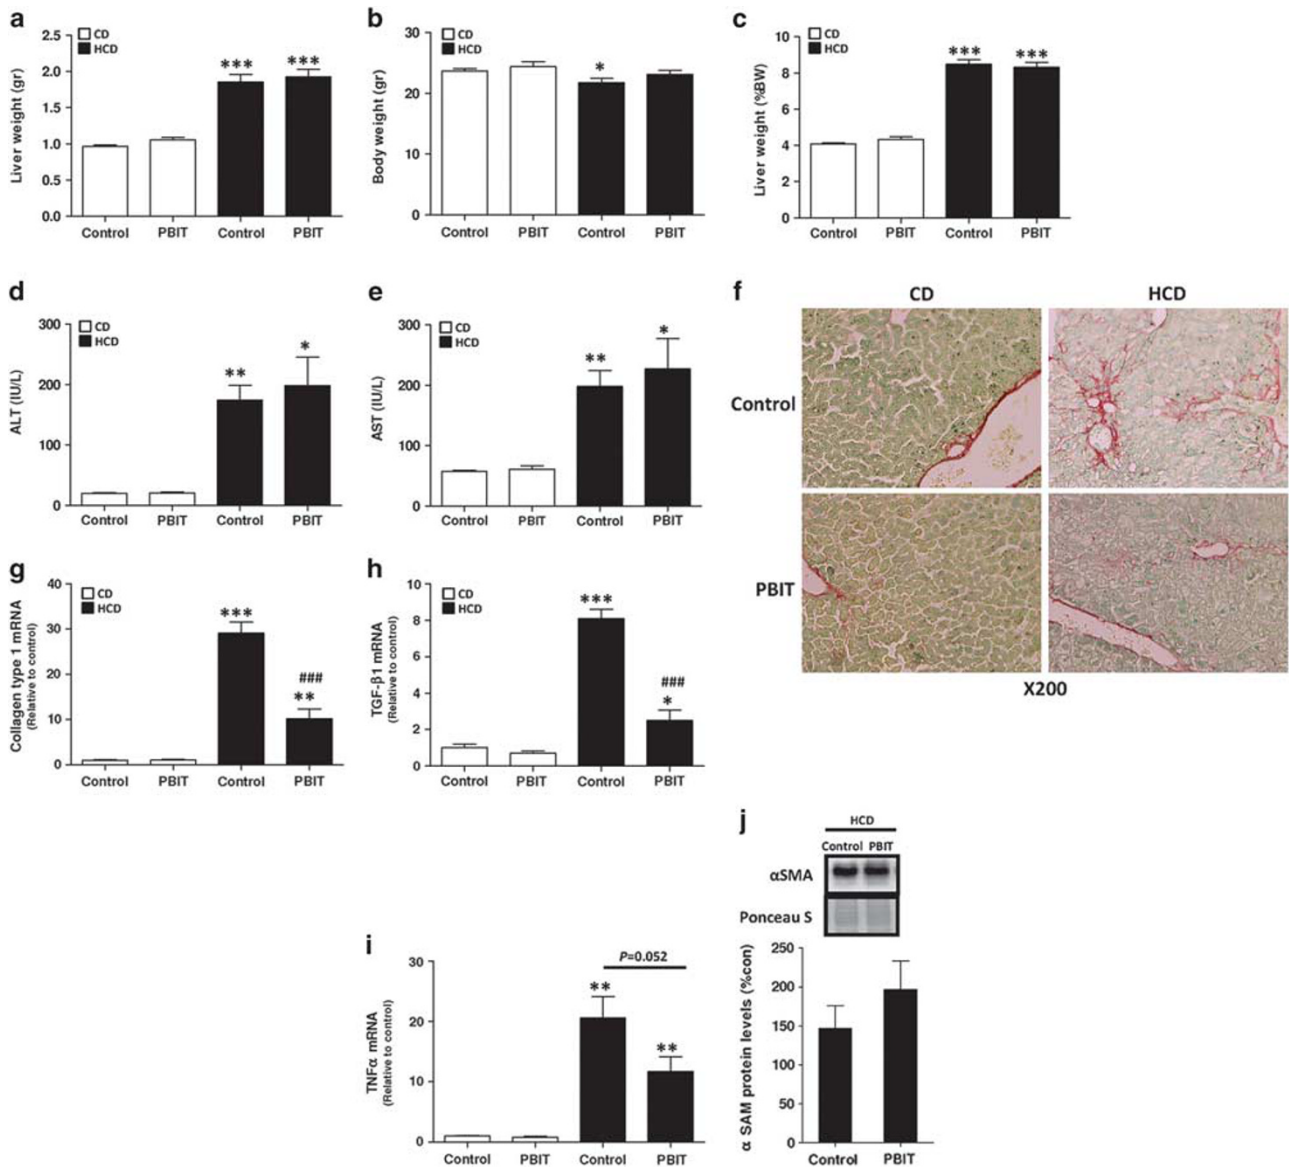 a
Liver weight (gr)
2.5
2.0
1.5
1.0
0.5
0.0
CD
HCD
***
***
Control PBIT Control PBIT
b
Body weight (gr)
30
20
10
0
CD
HCD
*
Control PBIT Control PBIT
c
Liver weight (%BW)
10
8
6
4
2
0
CD
HCD
***
***
Control PBIT Control PBIT
d
ALT (IU/L)
300
200
100
0
CD
HCD
**
*
Control PBIT Control PBIT
e
AST (IU/L)
300
200
100
0
CD
HCD
**
*
Control PBIT Control PBIT
f
CD HCD
Control
PBIT
X200
g
Collagen type 1 mRNA
(Relative to control)
40
30
20
10
0
CD
HCD
***
###
**
Control PBIT Control PBIT
h
TGF-β1 mRNA
(Relative to control)
10
8
6
4
2
0
CD
HCD
***
###
*
Control PBIT Control PBIT
i
TNFα mRNA
(Relative to control)
30
20
10
0
P=0.052
**
**
Control PBIT Control PBIT
j
HCD
Control PBIT
αSMA
Ponceau S
α SAM protein levels (%con)
250
200
150
100
50
0
Control PBIT